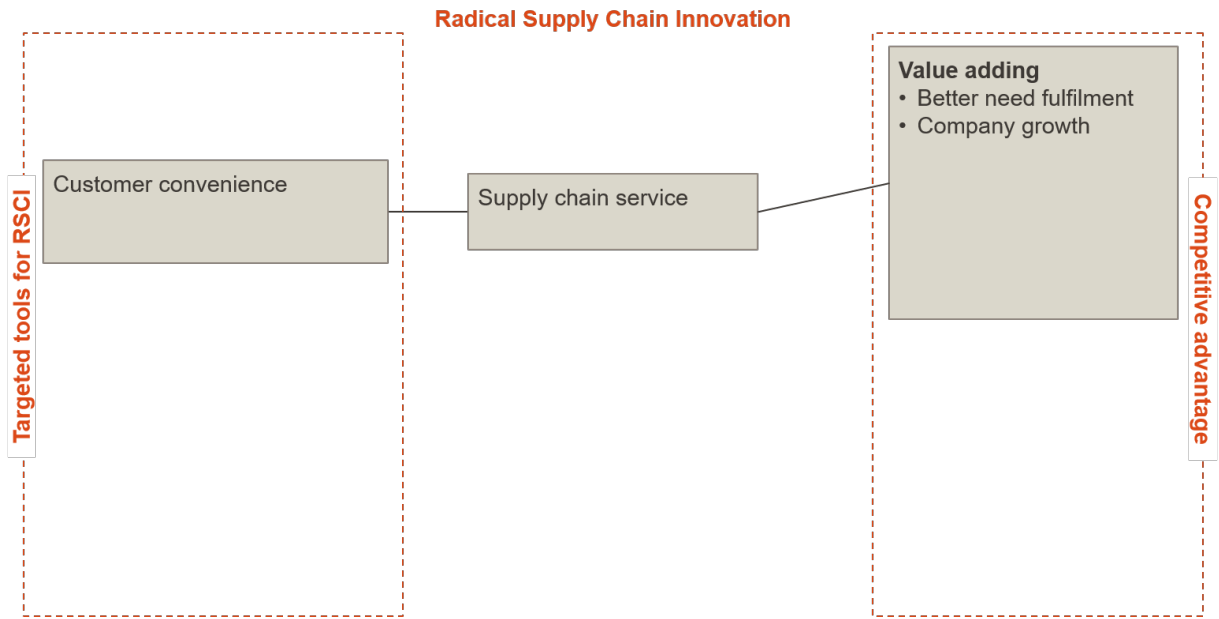 Radical Supply Chain Innovation
Targeted tools for RSCI
Customer convenience
Supply chain service
Value adding
• Better need fulfilment
• Company growth
Competitive advantage